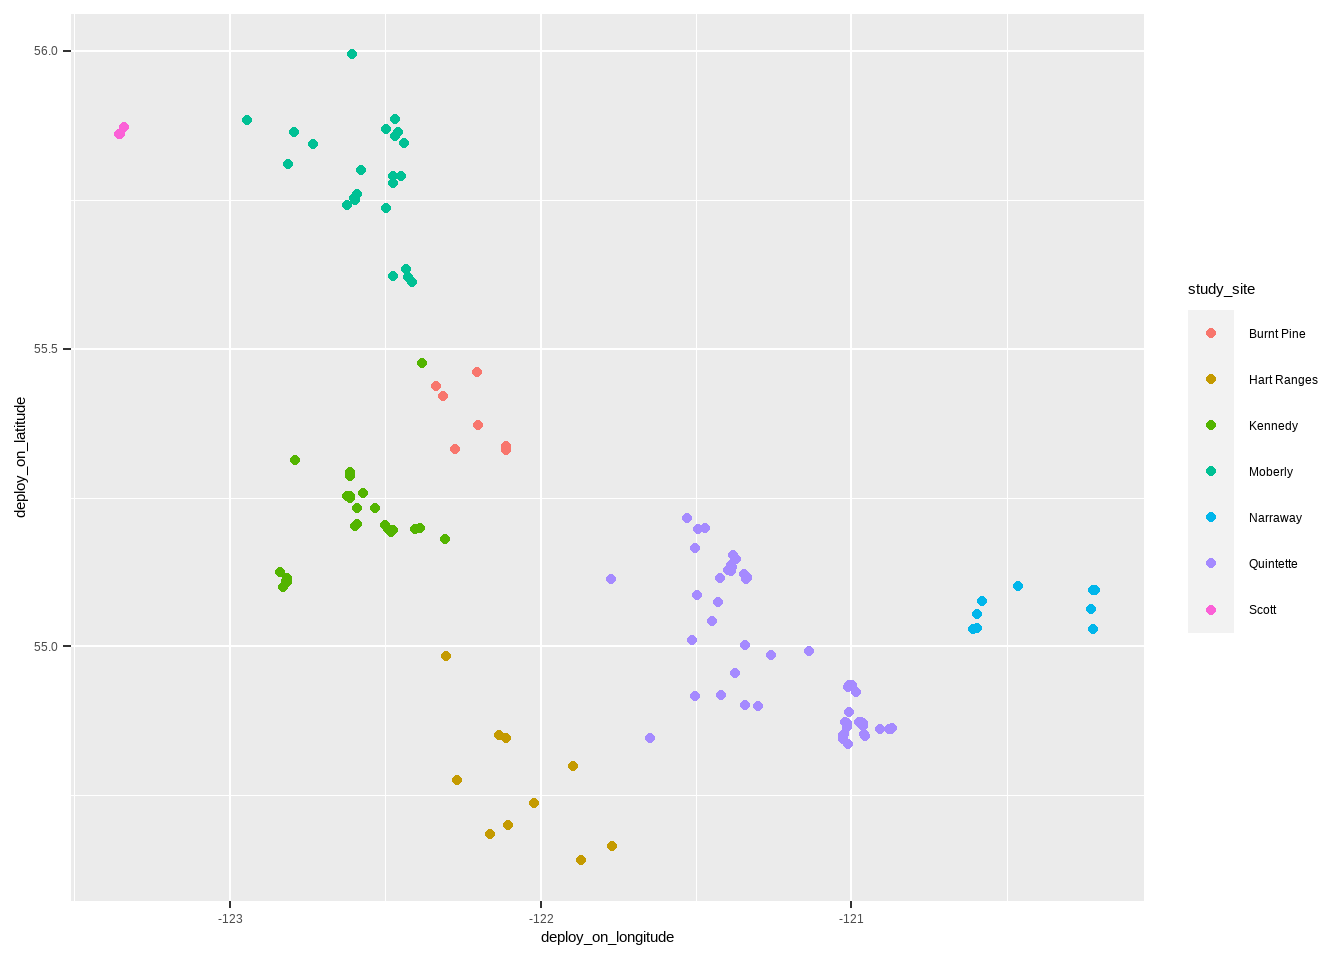 56.0
55.5
55.0
deploy_on_latitude
-123
-122
-121
deploy_on_longitude
study_site
Burnt Pine
Hart Ranges
Kennedy
Moberly
Narraway
Quintette
Scott